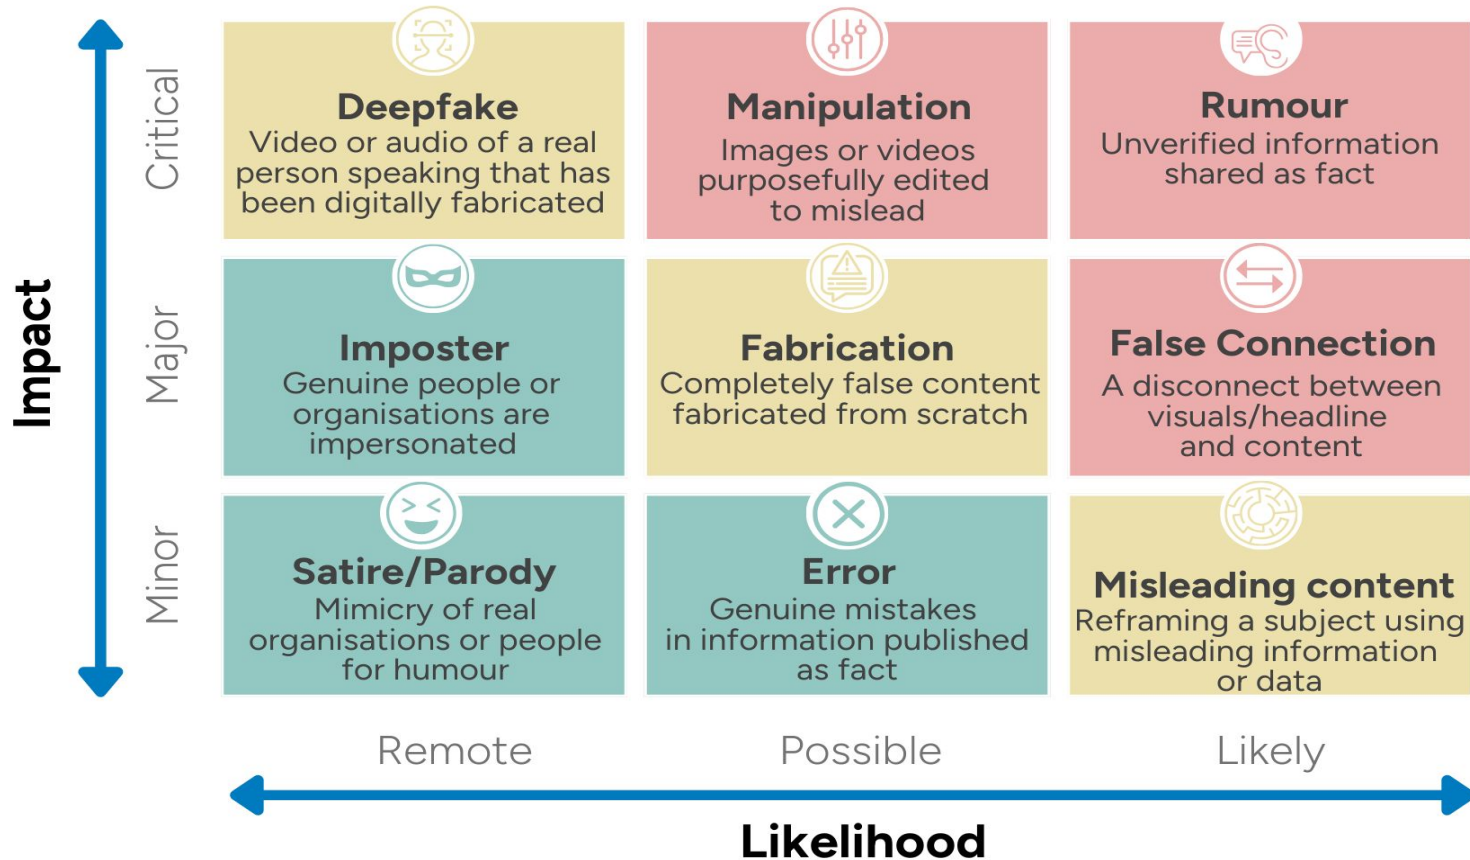 Impact
Critical
Deepfake
Video or audio of a real
person speaking that has
been digitally fabricated
Manipulation
Images or videos
purposefully edited
to mislead
Rumour
Unverified information
shared as fact
Major
Imposter
Genuine people or
organisations are
impersonated
Fabrication
Completely false content
fabricated from scratch
False Connection
A disconnect between
visuals/headline
and content
Minor
Satire/Parody
Mimicry of real
organisations or people
for humour
Error
Genuine mistakes
in information published
as fact
Misleading content
Reframing a subject using
misleading information
or data
Remote
Possible
Likely
Likelihood